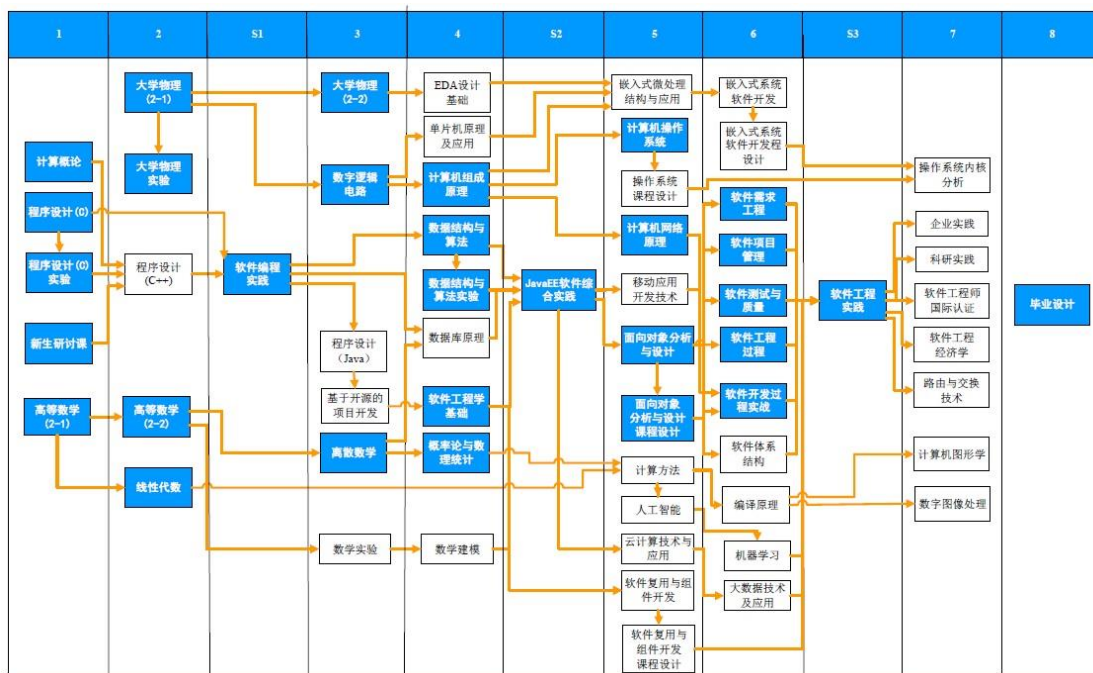 1
2
S1
3
4
S2
5
6
S3
7
8
计算概论
程序设计(C)
程序设计(C)
实验
新生研讨课
高等数学
(2-1)
大学物理
(2-1)
大学物理
实验
程序设计
(C++)
高等数学
(2-2)
线性代数
软件编程
实践
大学物理
(2-2)
数字逻辑
电路
程序设计
（Java）
基于开源的
项目开发
离散数学
数学实验
EDA设计
基础
单片机原理
及应用
计算机组成
原理
数据结构与
算法
数据结构与
算法实验
数据库原理
软件工程学
基础
概率论与数
理统计
数学建模
JavaEE软件综
合实践
嵌入式微处理
结构与应用
计算机操作
系统
操作系统
课程设计
计算机网络
原理
移动应用
开发技术
面向对象分析
与设计
面向对象
分析与设计
课程设计
计算方法
人工智能
云计算技术与
应用
软件复用与组
件开发
软件复用与
组件开发
课程设计
嵌入式系统
软件开发
嵌入式系统
软件开发程
设计
软件需求
工程
软件项目
管理
软件测试与
质量
软件工程
过程
软件开发过
程实战
软件体系
结构
编译原理
机器学习
大数据技术
及应用
软件工程
实践
操作系统内核
分析
企业实践
科研实践
软件工程师
国际认证
软件工程
经济学
路由与交换
技术
计算机图形学
数字图像处理
毕业设计